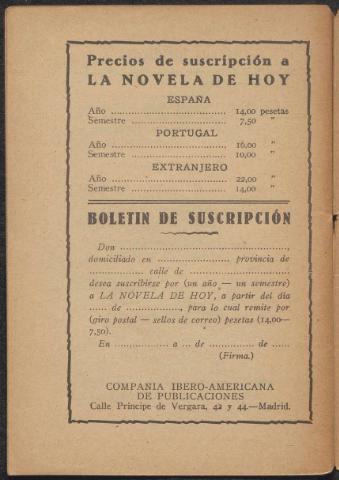 Precios de suscripción a
LA NOVELA DE HOY
ESPAÑA
Año .................................. 14,00 pesetas
Semestre ........................... 7,50 "
PORTUGAL
Año .................................. 16,00 "
Semestre ........................... 10,00 "
EXTRANJERO
Año .................................. 22,00 "
Semestre ........................... 14,00 "
BOLETIN DE SUSCRIPCIÓN
Don ..................................................,
domiciliado en ...................... provincia de
................ calle de ..............................
desea suscribirse por (un año — un semestre)
a LA NOVELA DE HOY, a partir del día
...... de ................, para lo cual remite por
(giro postal — sellos de correo) pesetas (14,00—
7,50).
En ................ a ... de ............ de ......
(Firma.)
COMPAÑIA IBERO-AMERICANA
DE PUBLICACIONES
Calle Príncipe de Vergara, 42 y 44.—Madrid.